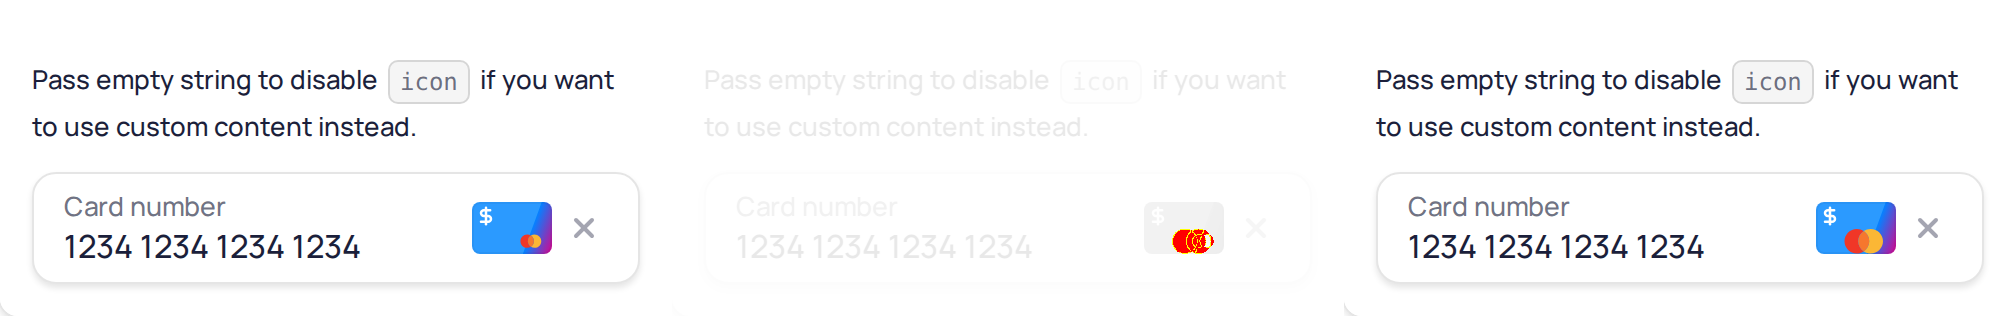 Pass empty string to disable icon if you want
to use custom content instead.
Card number
1234 1234 1234 1234
$
Pass empty string to disable icon if you want
to use custom content instead.
Card number
1234 1234 1234 1234
$
Pass empty string to disable icon if you want
to use custom content instead.
Card number
1234 1234 1234 1234
$